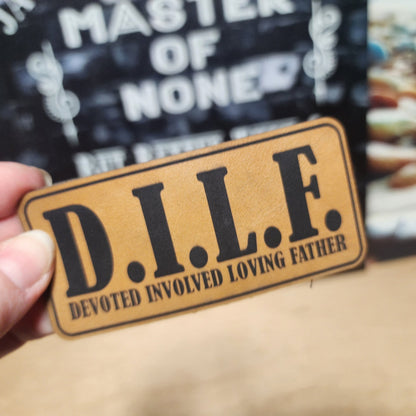 MASTER
OF
NONE
D.I.L.F.
DEVOTED INVOLVED LOVING FATHER